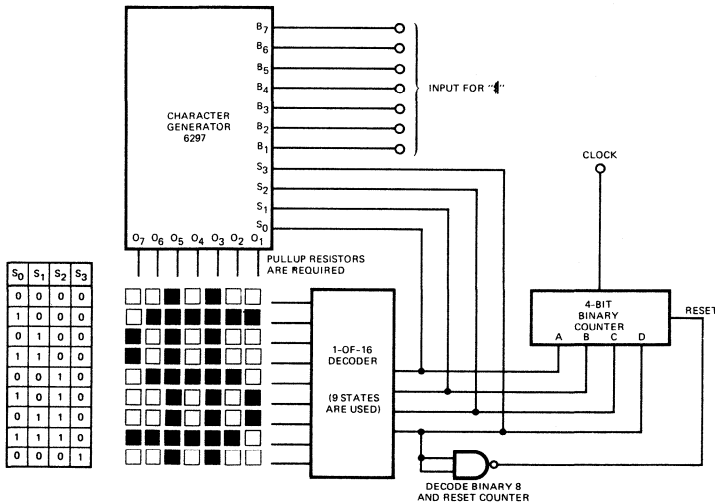 B7
B6
B5
B4
B3
B2
B1
S3
S2
S1
S0
CHARACTER
GENERATOR
6297
INPUT FOR
O7 O6 O5 O4 O3 O2 O1
PULLUP RESISTORS
ARE REQUIRED
CLOCK
4-BIT
BINARY
COUNTER
A B C D
RESET
S0 S1 S2 S3
0 0 0 0
1 0 0 0
0 1 0 0
1 1 0 0
0 0 1 0
1 0 1 0
0 1 1 0
1 1 1 0
0 0 0 1
1-OF-16
DECODER
(9 STATES
ARE USED)
DECODE BINARY 8
AND RESET COUNTER